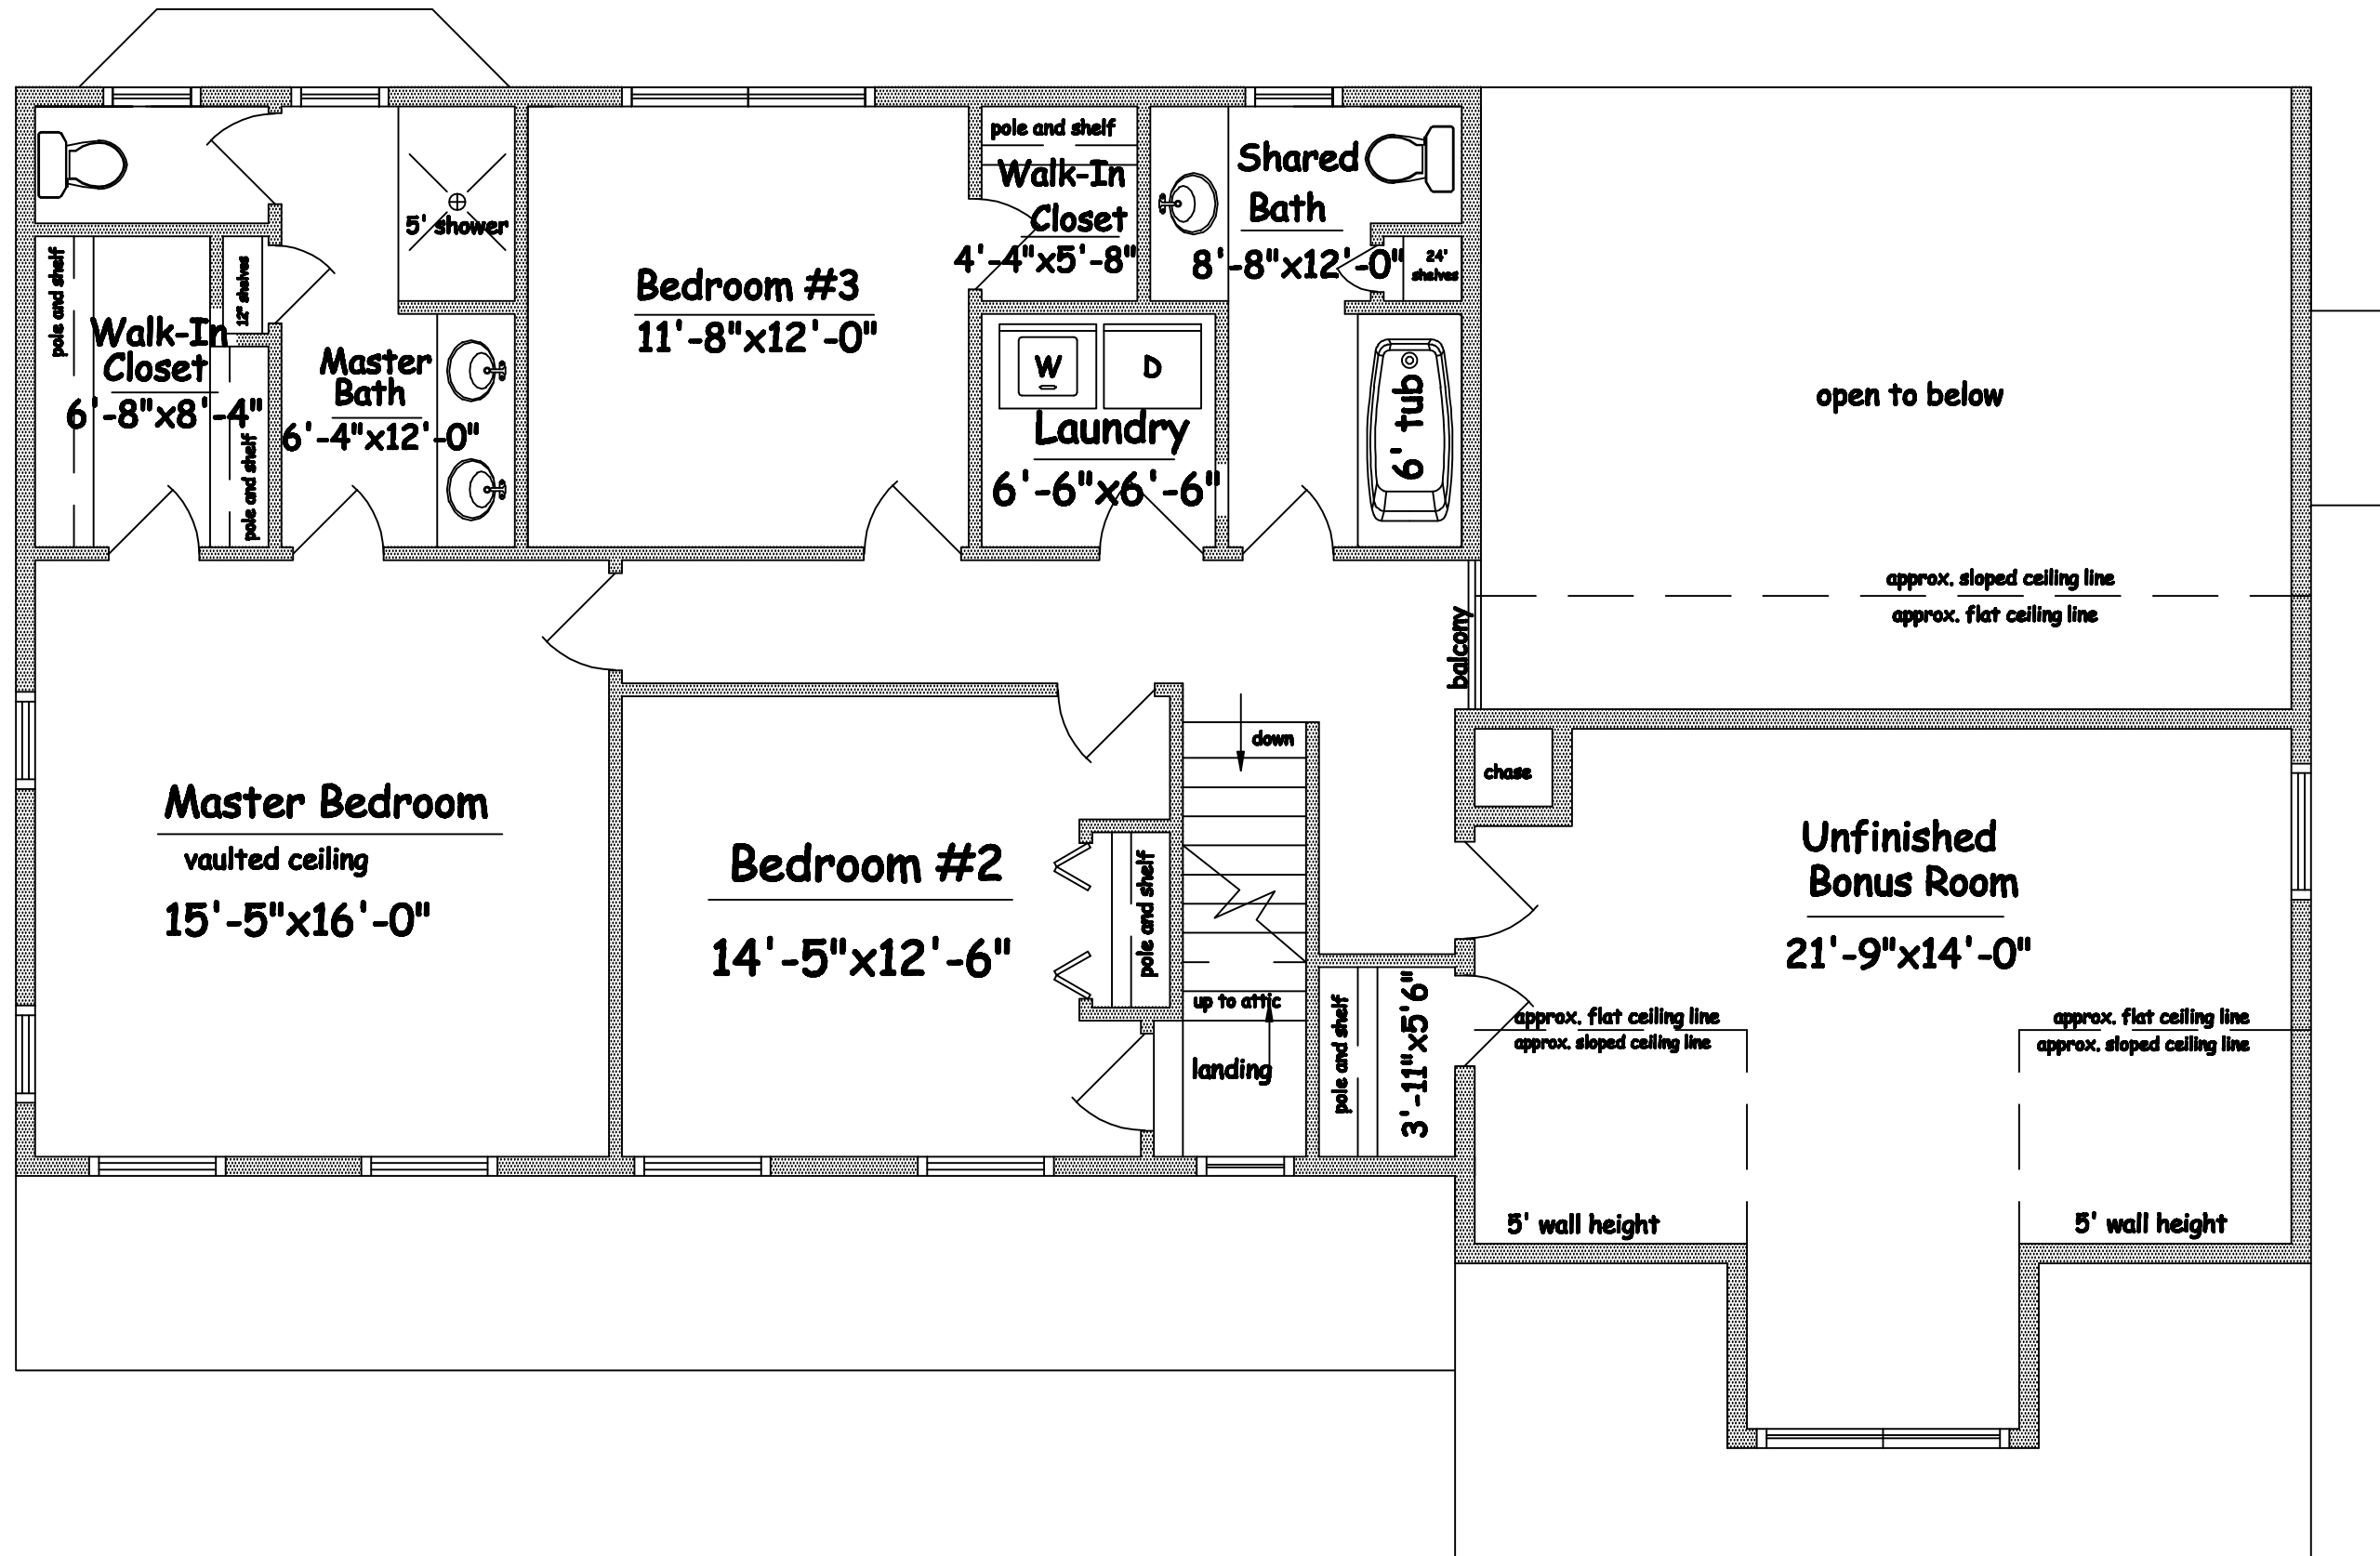 pole and shelf
Walk-In
Closet
6'-8"x8'-4"
12" shelves
pole and shelf
5' shower
Master
Bath
6'-4"x12'-0"
Bedroom #3
11'-8"x12'-0"
pole and shelf
Walk-In
Closet
4'-4"x5'-8"
Shared
Bath
8'-8"x12'-0"
24'
shelves
W
D
Laundry
6'-6"x6'-6"
6' tub
open to below
approx. sloped ceiling line
approx. flat ceiling line
balcony
Master Bedroom
vaulted ceiling
15'-5"x16'-0"
Bedroom #2
14'-5"x12'-6"
pole and shelf
down
up to attic
landing
pole and shelf
3'-11"x5'6"
chase
Unfinished
Bonus Room
21'-9"x14'-0"
approx. flat ceiling line
approx. sloped ceiling line
approx. flat ceiling line
approx. sloped ceiling line
5' wall height
5' wall height